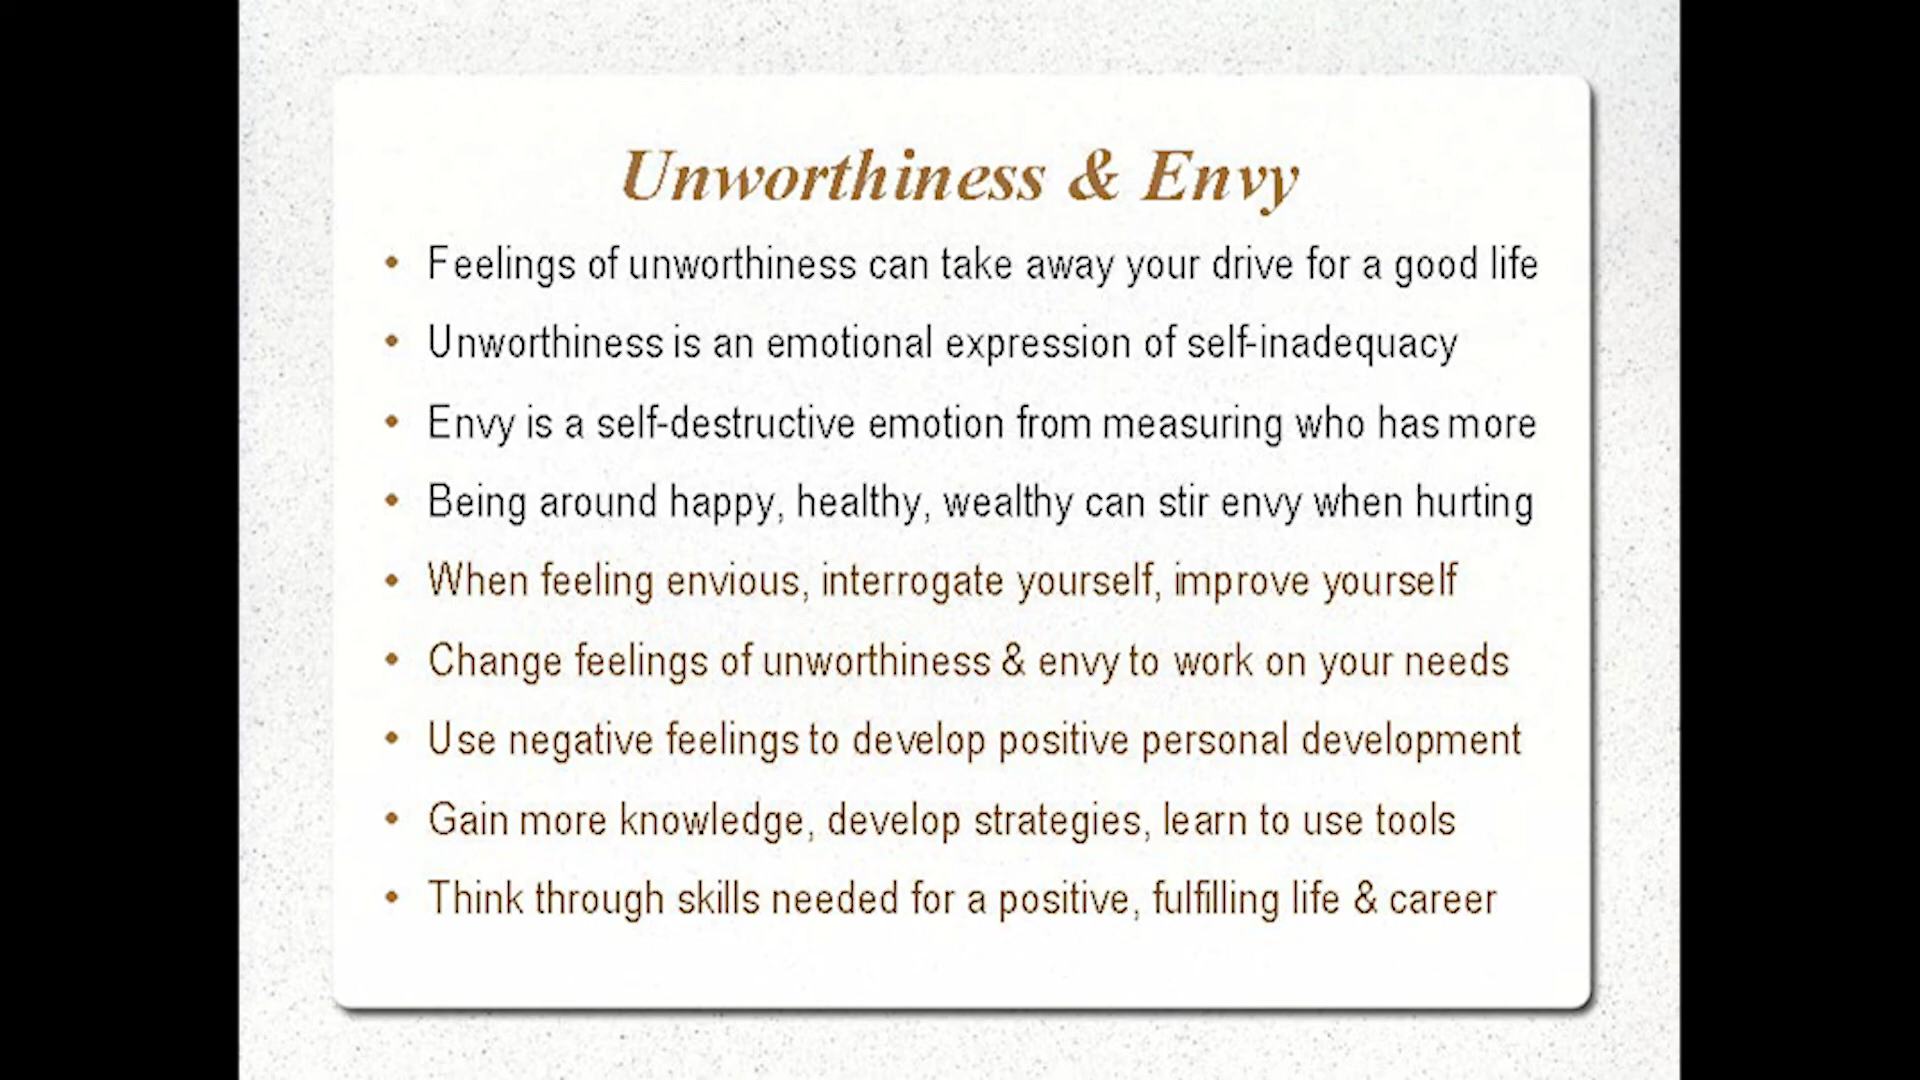 Unworthiness & Envy
• Feelings of unworthiness can take away your drive for a good life
• Unworthiness is an emotional expression of self-inadequacy
• Envy is a self-destructive emotion from measuring who has more
• Being around happy, healthy, wealthy can stir envy when hurting
• When feeling envious, interrogate yourself, improve yourself
• Change feelings of unworthiness & envy to work on your needs
• Use negative feelings to develop positive personal development
• Gain more knowledge, develop strategies, learn to use tools
• Think through skills needed for a positive, fulfilling life & career